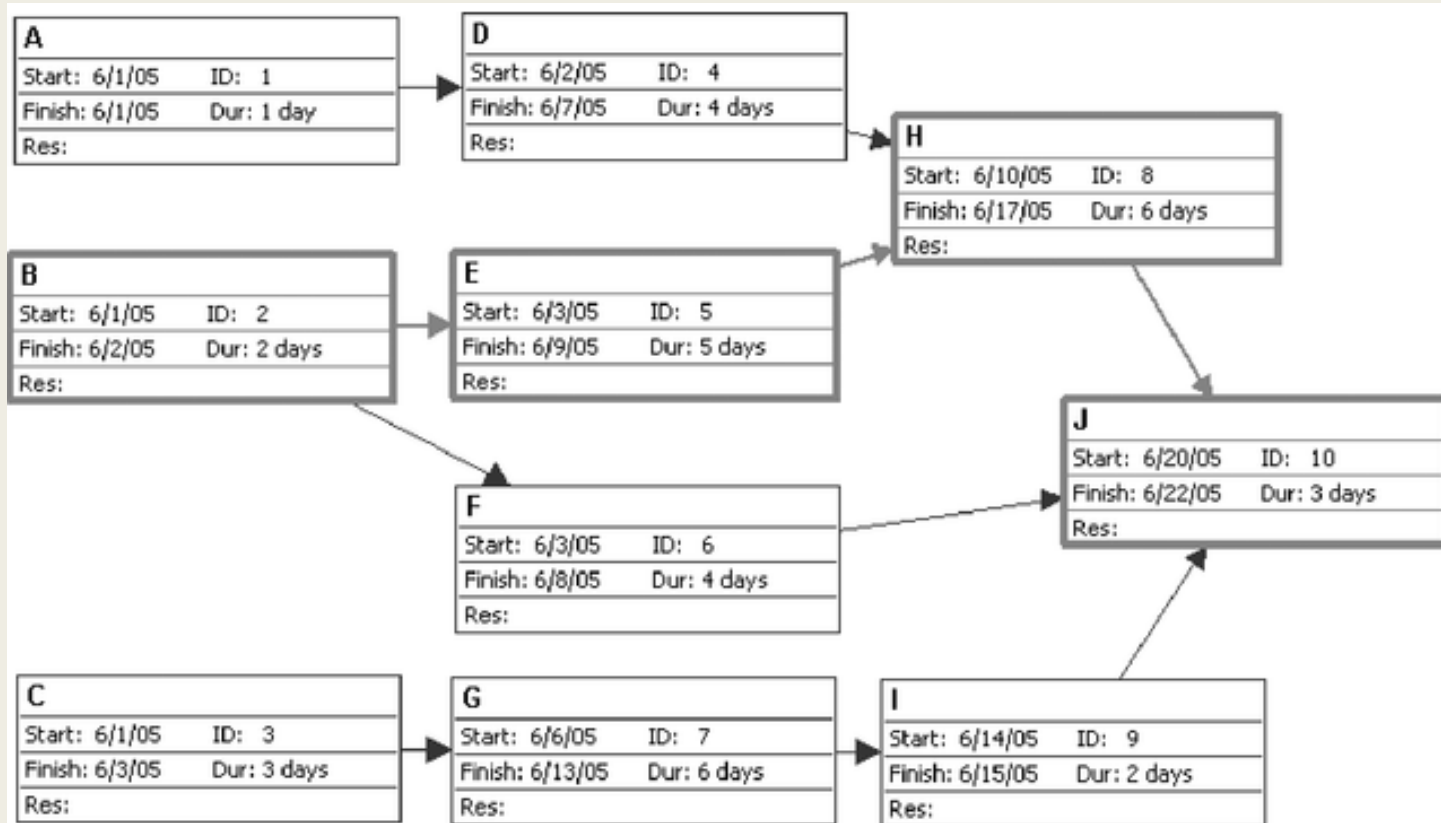 A
Start: 6/1/05 ID: 1
Finish: 6/1/05 Dur: 1 day
Res:
D
Start: 6/2/05 ID: 4
Finish: 6/7/05 Dur: 4 days
Res:
H
Start: 6/10/05 ID: 8
Finish: 6/17/05 Dur: 6 days
Res:
B
Start: 6/1/05 ID: 2
Finish: 6/2/05 Dur: 2 days
Res:
E
Start: 6/3/05 ID: 5
Finish: 6/9/05 Dur: 5 days
Res:
J
Start: 6/20/05 ID: 10
Finish: 6/22/05 Dur: 3 days
Res:
F
Start: 6/3/05 ID: 6
Finish: 6/8/05 Dur: 4 days
Res:
C
Start: 6/1/05 ID: 3
Finish: 6/3/05 Dur: 3 days
Res:
G
Start: 6/6/05 ID: 7
Finish: 6/13/05 Dur: 6 days
Res:
I
Start: 6/14/05 ID: 9
Finish: 6/15/05 Dur: 2 days
Res: